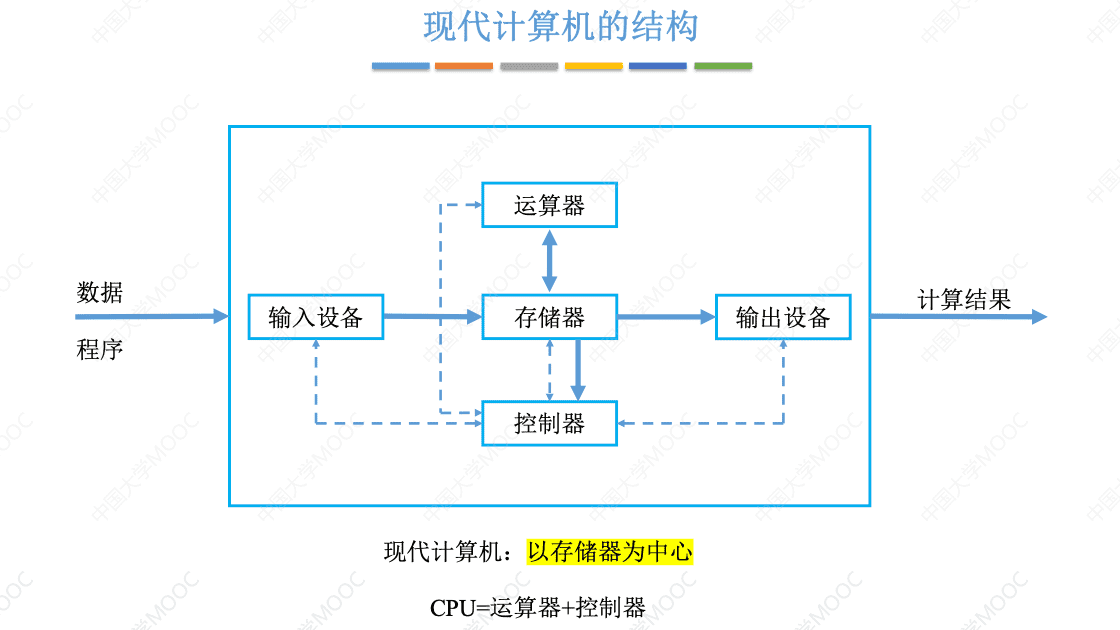 现代计算机的结构
运算器
数据
程序
输入设备
存储器
输出设备
计算结果
控制器
现代计算机：以存储器为中心
CPU=运算器+控制器
中国大学MOOC